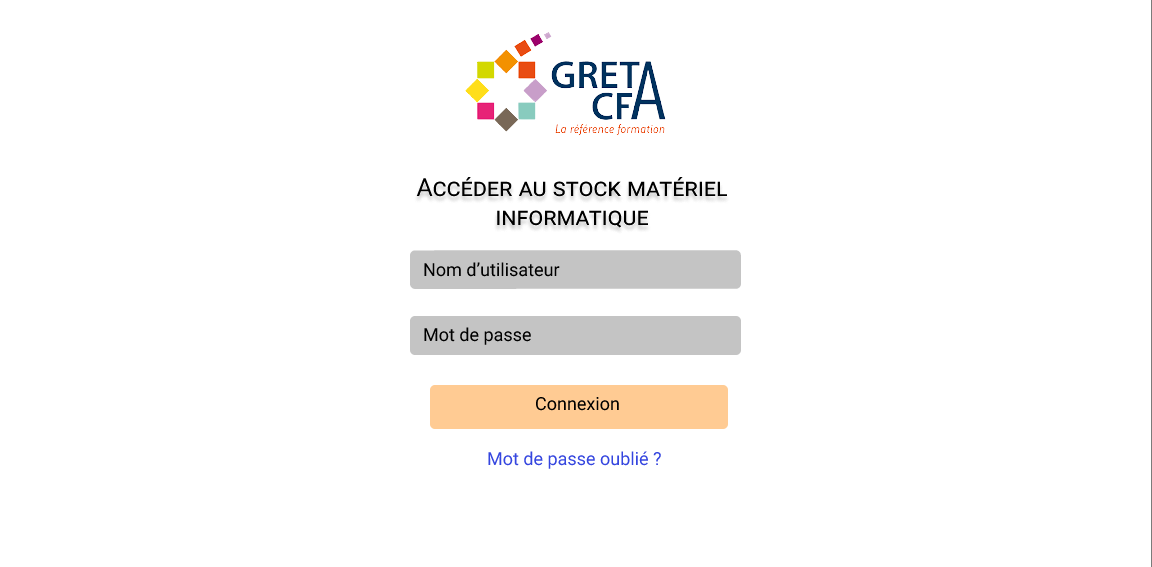 GRETA
CFA
La référence formation
Accéder au stock matériel
informatique
Nom d’utilisateur
Mot de passe
Connexion
Mot de passe oublié ?